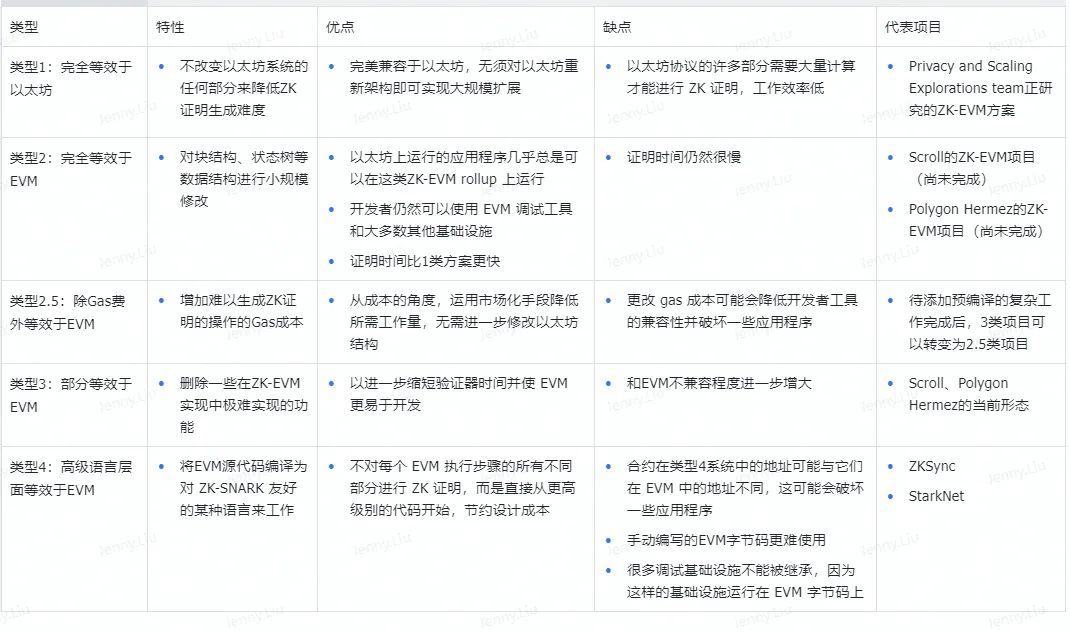 类型
特性
优点
缺点
代表项目
类型1：完全等效于
以太坊
不改变以太坊系统的
任何部分来降低ZK
证明生成难度
完美兼容于以太坊，无须对以太坊重
新架构即可实现大规模扩展
以太坊协议的许多部分需要大量计算
才能进行 ZK 证明，工作效率低
Privacy and Scaling
Explorations team正研
究的ZK-EVM方案
类型2：完全等效于
EVM
对块结构、状态树等
数据结构进行小规模
修改
以太坊上运行的应用程序几乎总是可
以在这类ZK-EVM rollup 上运行
开发者仍然可以使用 EVM 调试工具
和大多数其他基础设施
证明时间比1类方案更快
证明时间仍然很慢
Scroll的ZK-EVM项目
（尚未完成）
Polygon Hermez的ZK-
EVM项目（尚未完成）
类型2.5：除Gas费
外等效于EVM
增加难以生成ZK证
明的操作的Gas成本
从成本的角度，运用市场化手段降低
所需工作量，无需进一步修改以太坊
结构
更改 gas 成本可能会降低开发者工具
的兼容性并破坏一些应用程序
待添加预编译的复杂工
作完成后，3类项目可
以转变为2.5类项目
类型3：部分等效于
EVM
删除一些在ZK-EVM
实现中极难实现的功
能
以进一步缩短验证器时间并使 EVM
更易于开发
和EVM不兼容程度进一步增大
Scroll、Polygon
Hermez的当前形态
类型4：高级语言层
面等效于EVM
将EVM源代码编译为
对 ZK-SNARK 友好
的某种语言来工作
不对每个 EVM 执行步骤的所有不同
部分进行 ZK 证明，而是直接从更高
级别的代码开始，节约设计成本
合约在类型4系统中的地址可能与它们
在 EVM 中的地址不同，这可能会破坏
一些应用程序
手动编写的EVM字节码更难使用
很多调试基础设施不能被继承，因为
这样的基础设施运行在 EVM 字节码上
ZKSync
StarkNet
Jenny.Liu